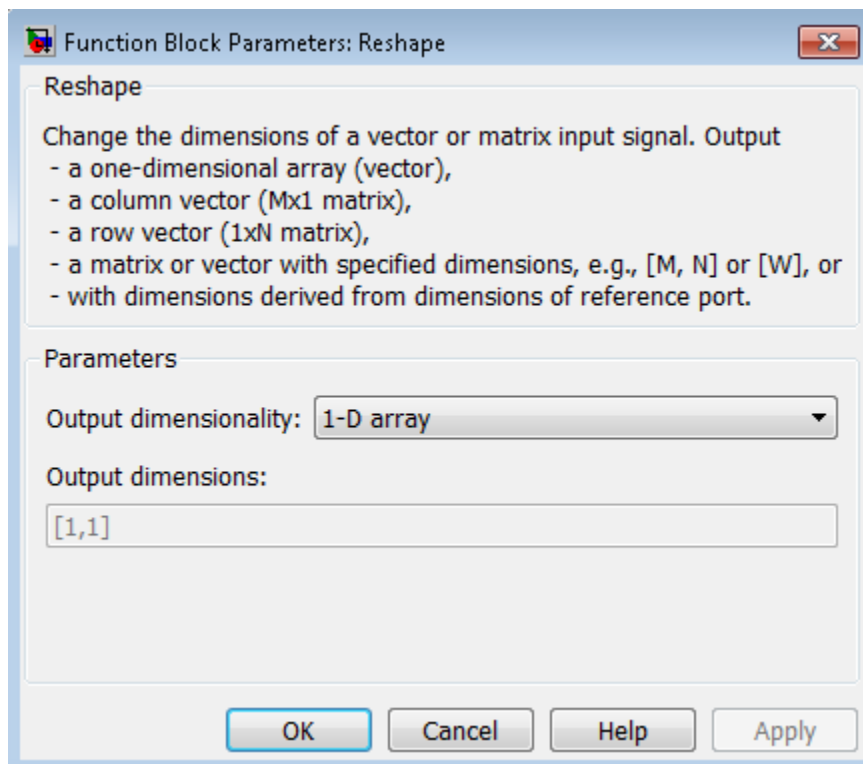 Function Block Parameters: Reshape
Reshape
Change the dimensions of a vector or matrix input signal. Output
- a one-dimensional array (vector),
- a column vector (Mx1 matrix),
- a row vector (1xN matrix),
- a matrix or vector with specified dimensions, e.g., [M, N] or [W], or
- with dimensions derived from dimensions of reference port.
Parameters
Output dimensionality: 1-D array
Output dimensions:
[1,1]
OK Cancel Help Apply